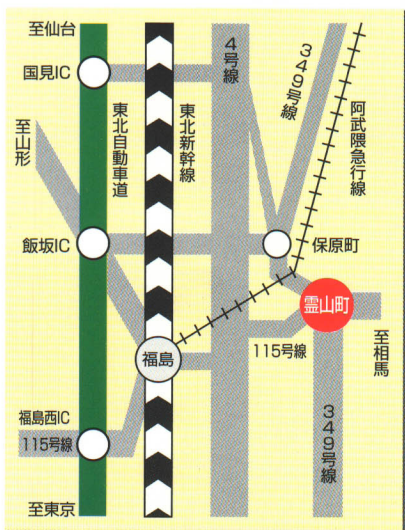 至仙台
国見IC
至山形
東北自動車道
東北新幹線
4号線
349号線
阿武隈急行線
飯坂IC
保原町
霊山町
至相馬
115号線
福島
349号線
福島西IC
115号線
至東京